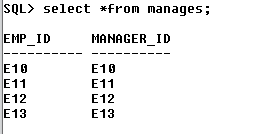 SQL> select *from manages;
EMP_ID     MANAGER_ID
---------- ----------
E10        E10
E11        E11
E12        E12
E13        E13